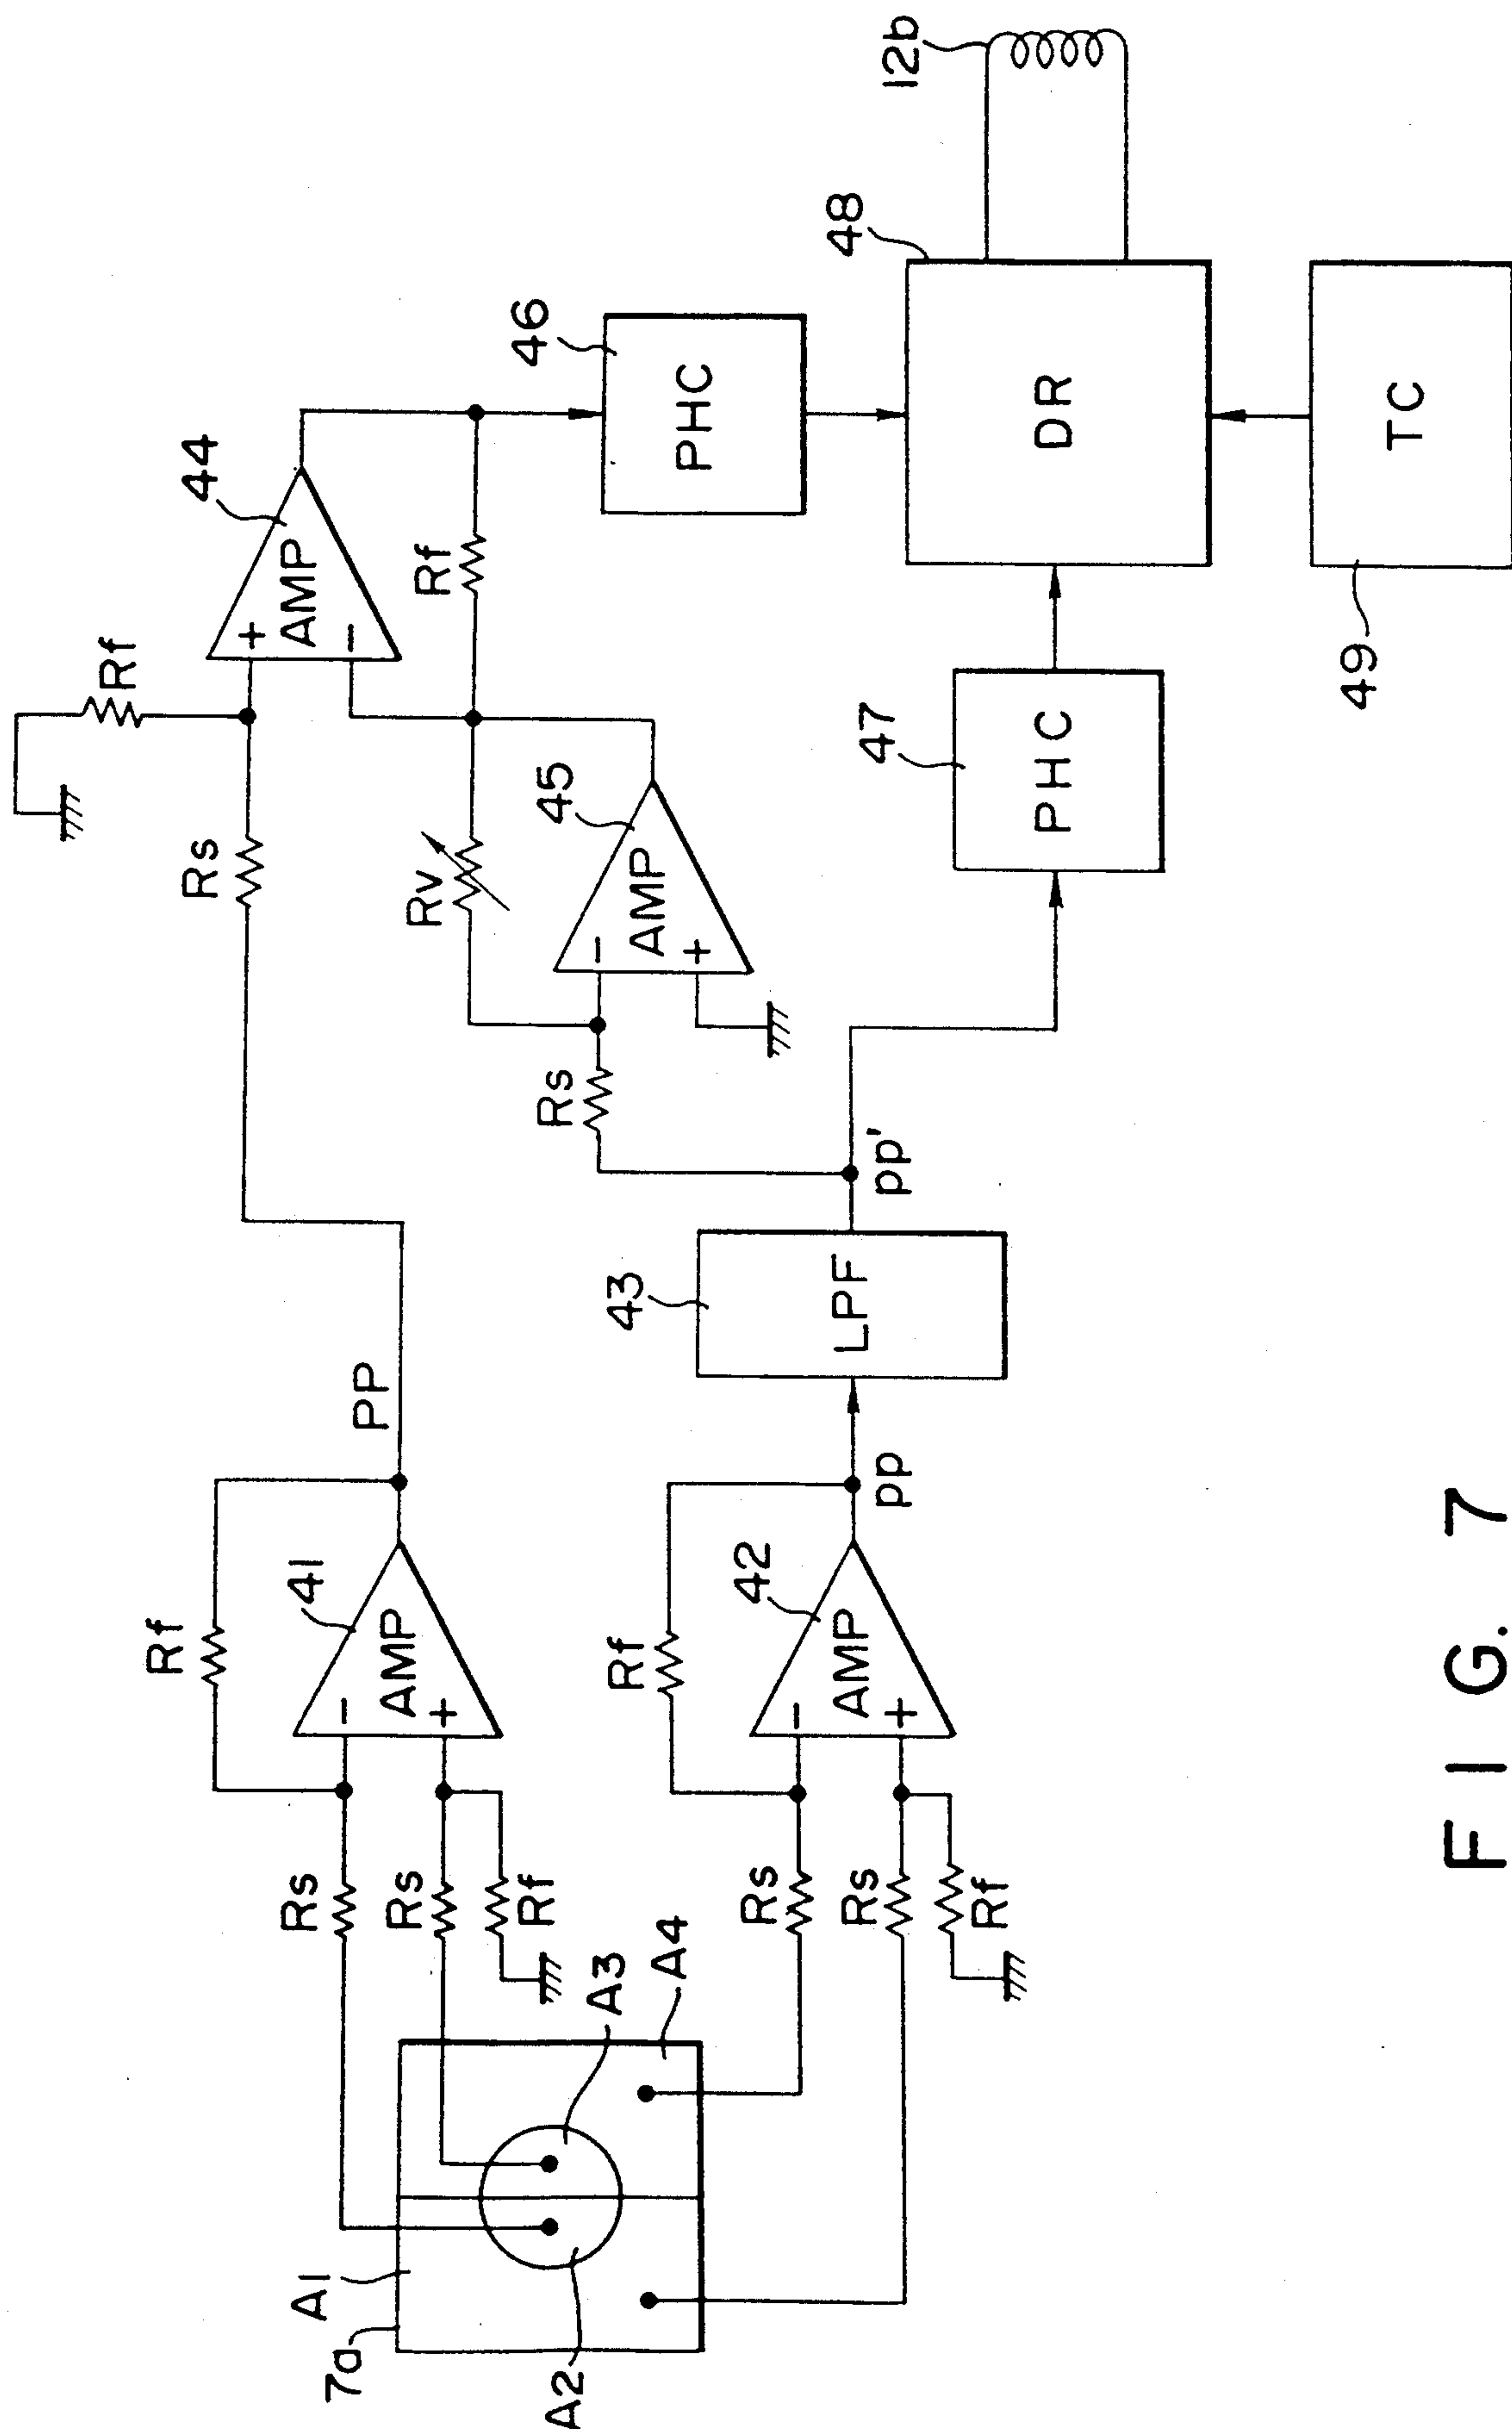 7a
A1
A2
A3
A4
Rs
Rs
Rf
Rf
41
AMP
-
+
PP
Rs
Rs
Rf
Rf
42
AMP
-
+
pp
43
LPF
pp'
Rs
Rs
Rv
45
AMP
-
+
Rf
44
AMP
+
-
Rf
46
PHC
47
PHC
48
DR
12b
49
TC
FIG. 7